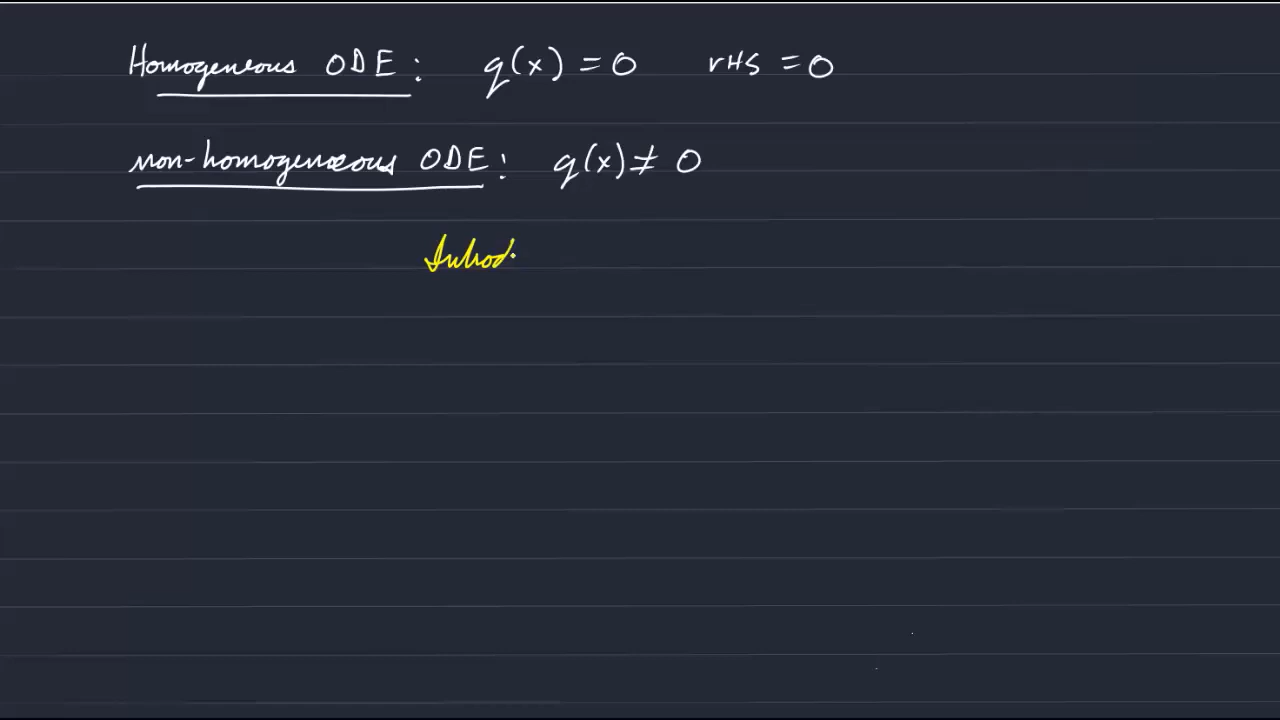 Homogeneous ODE: q(x) = 0 rHS = 0
non-homogeneous ODE: q(x) ≠ 0
Introd